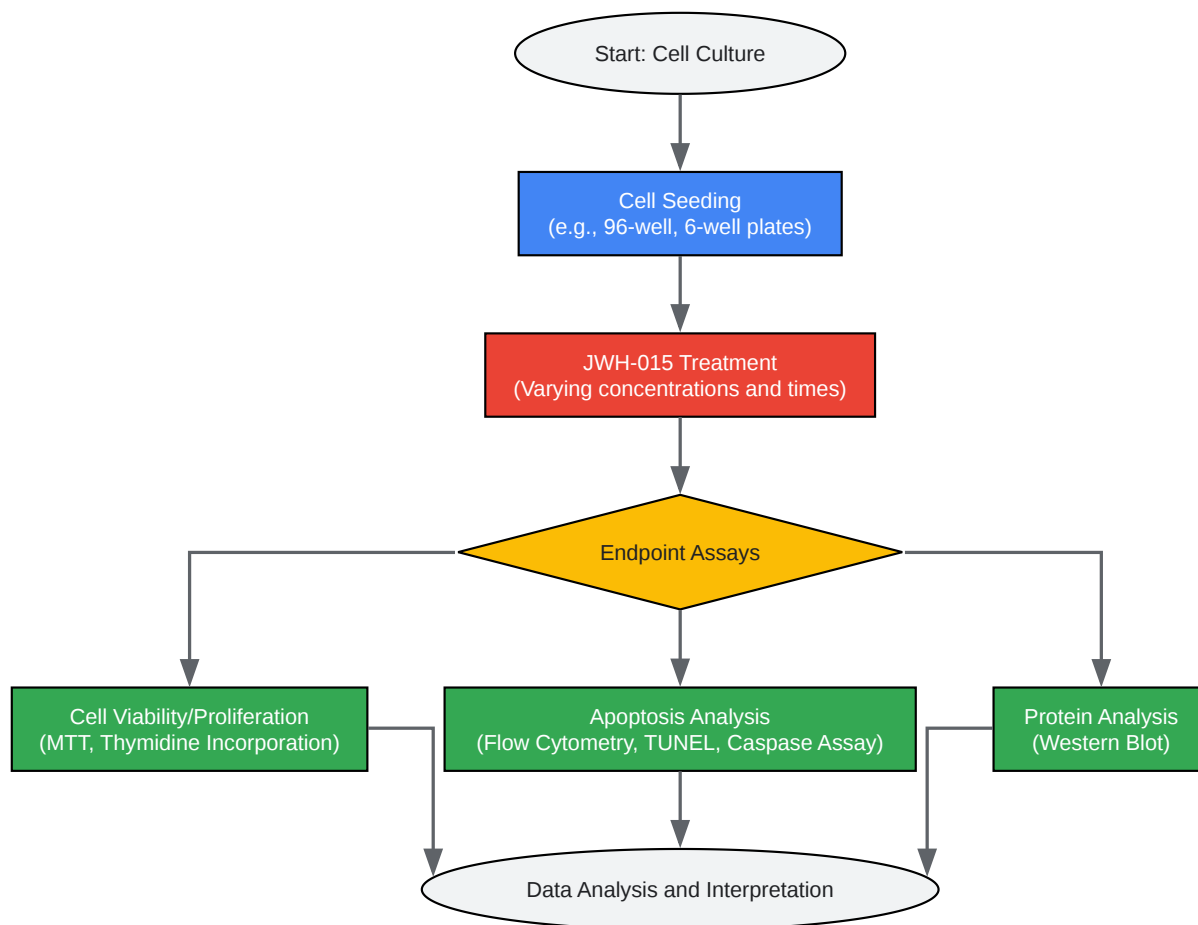 Start: Cell Culture
Cell Seeding
(e.g., 96-well, 6-well plates)
JWH-015 Treatment
(Varying concentrations and times)
Endpoint Assays
Cell Viability/Proliferation
(MTT, Thymidine Incorporation)
Apoptosis Analysis
(Flow Cytometry, TUNEL, Caspase Assay)
Protein Analysis
(Western Blot)
Data Analysis and Interpretation